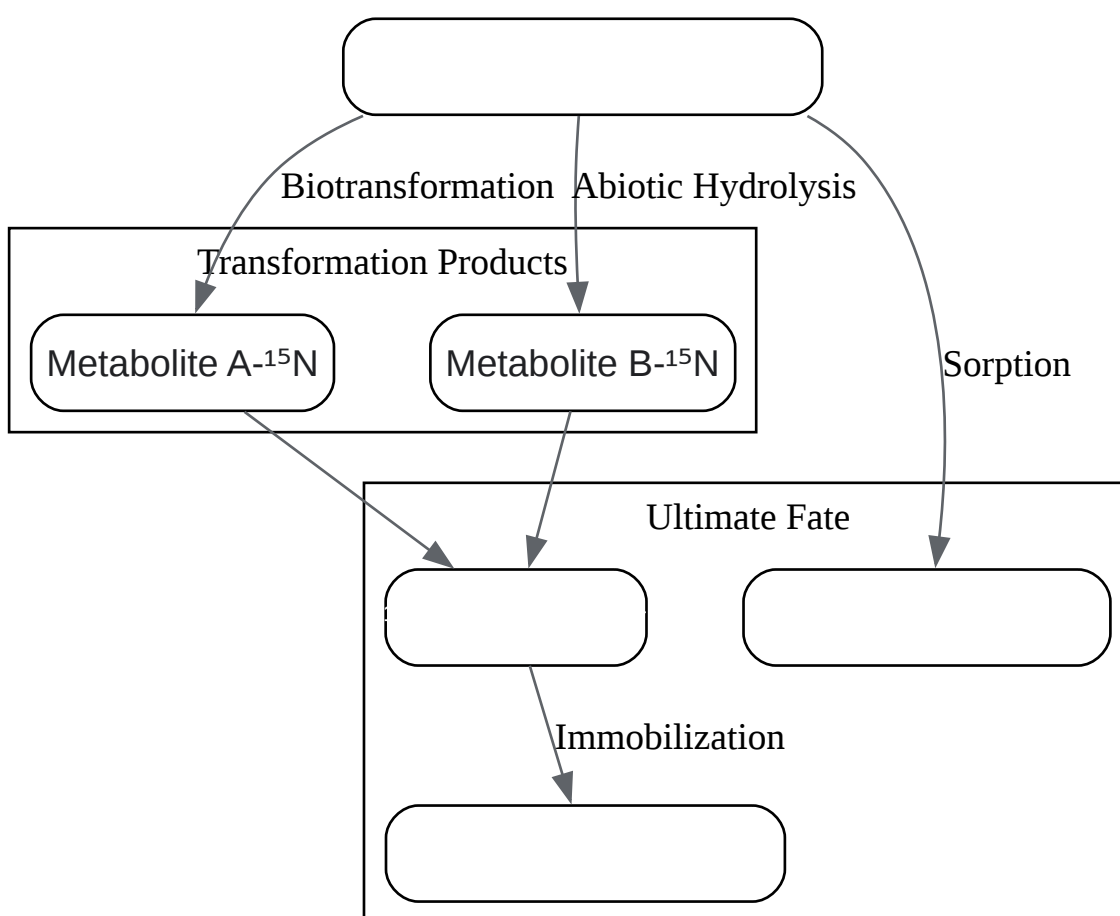 Biotransformation
Abiotic Hydrolysis
Transformation Products
Metabolite A-¹⁵N
Metabolite B-¹⁵N
Sorption
Ultimate Fate
Immobilization